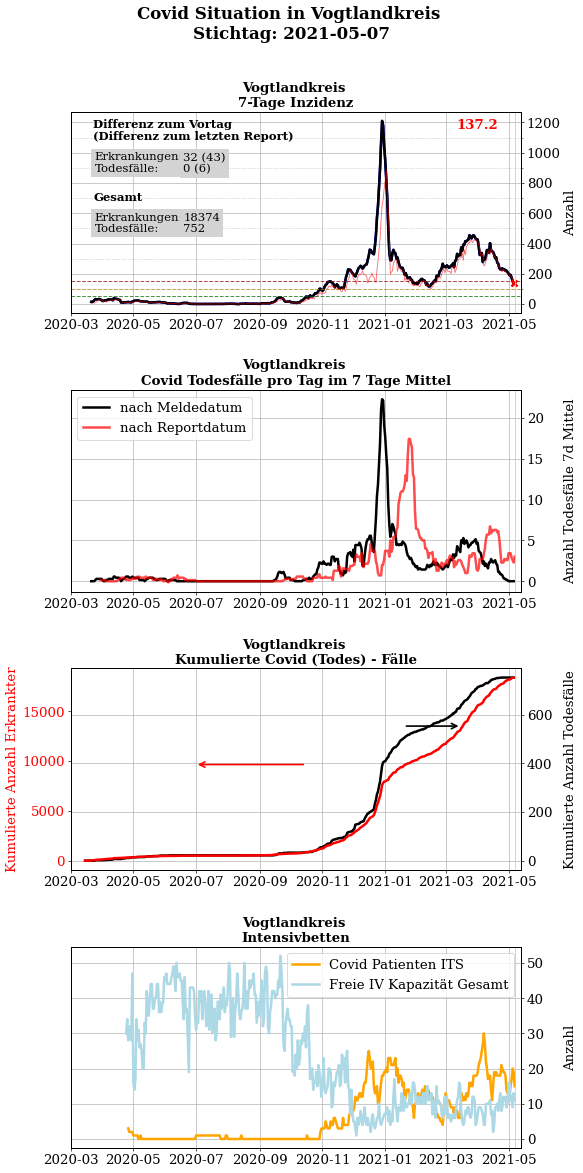 Covid Situation in Vogtlandkreis
Stichtag: 2021-05-07
Vogtlandkreis
7-Tage Inzidenz
Differenz zum Vortag
(Differenz zum letzten Report)
Erkrankungen 32 (43)
Todesfälle: 0 (6)
Gesamt
Erkrankungen 18374
Todesfälle: 752
137.2
1200
1000
800
600
400
200
0
Anzahl
2020-03 2020-05 2020-07 2020-09 2020-11 2021-01 2021-03 2021-05
Vogtlandkreis
Covid Todesfälle pro Tag im 7 Tage Mittel
nach Meldedatum
nach Reportdatum
20
15
10
5
0
Anzahl Todesfälle 7d Mittel
2020-03 2020-05 2020-07 2020-09 2020-11 2021-01 2021-03 2021-05
Vogtlandkreis
Kumulierte Covid (Todes) - Fälle
Kumulierte Anzahl Erkrankter
15000
10000
5000
0
600
400
200
0
Kumulierte Anzahl Todesfälle
2020-03 2020-05 2020-07 2020-09 2020-11 2021-01 2021-03 2021-05
Vogtlandkreis
Intensivbetten
Covid Patienten ITS
Freie IV Kapazität Gesamt
50
40
30
20
10
0
Anzahl
2020-03 2020-05 2020-07 2020-09 2020-11 2021-01 2021-03 2021-05